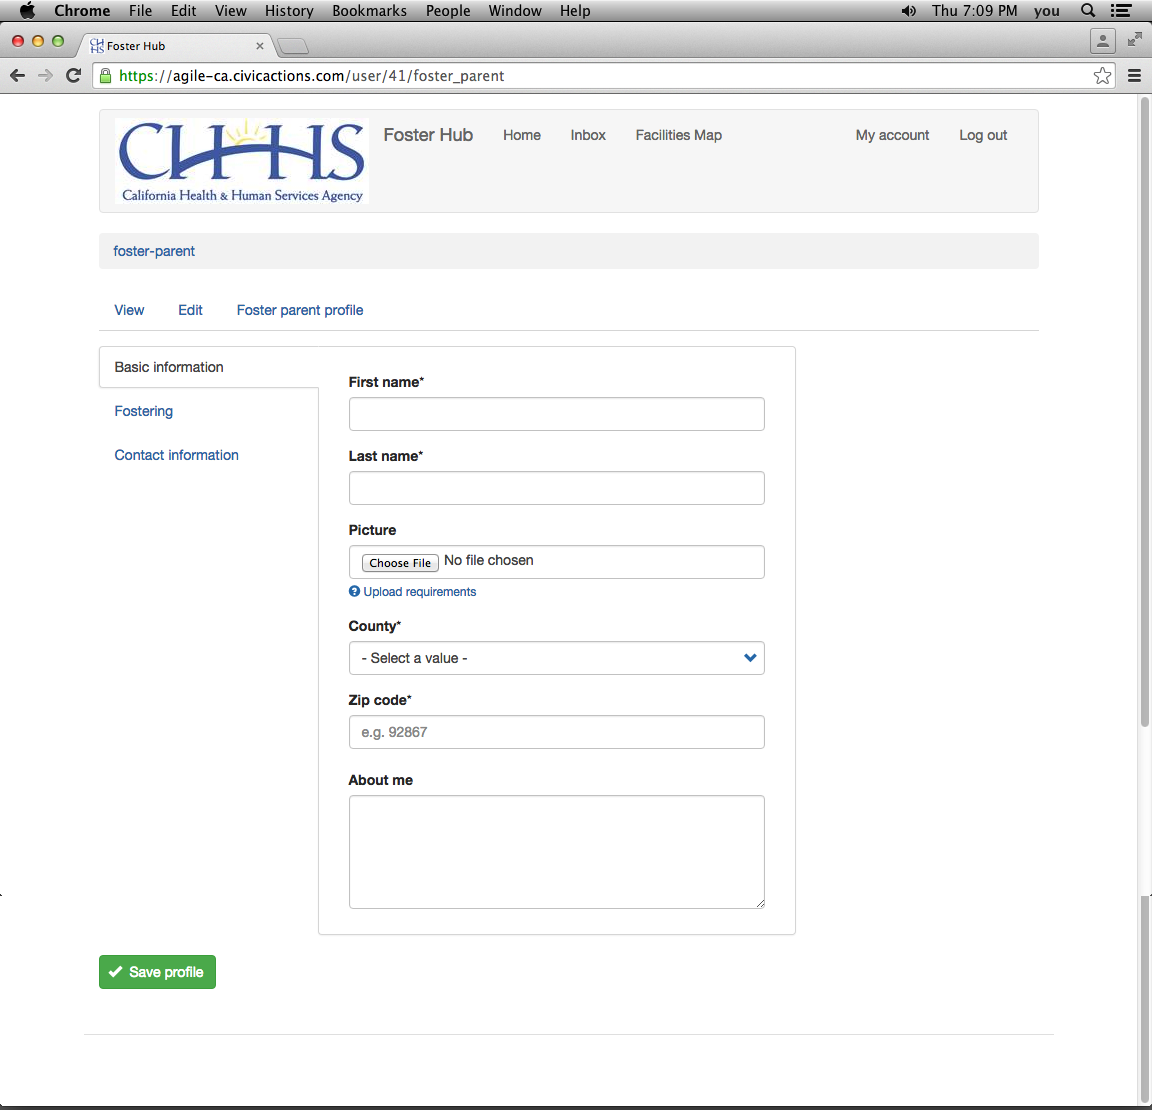 Chrome File Edit View History Bookmarks People Window Help Thu 7:09 PM you
CHHS Foster Hub
https://agile-ca.civicactions.com/user/41/foster_parent
CHHS
California Health & Human Services Agency
Foster Hub Home Inbox Facilities Map My account Log out
foster-parent
View Edit Foster parent profile
Basic information
Fostering
Contact information
First name*
Last name*
Picture
Choose File No file chosen
Upload requirements
County*
- Select a value -
Zip code*
e.g. 92867
About me
Save profile